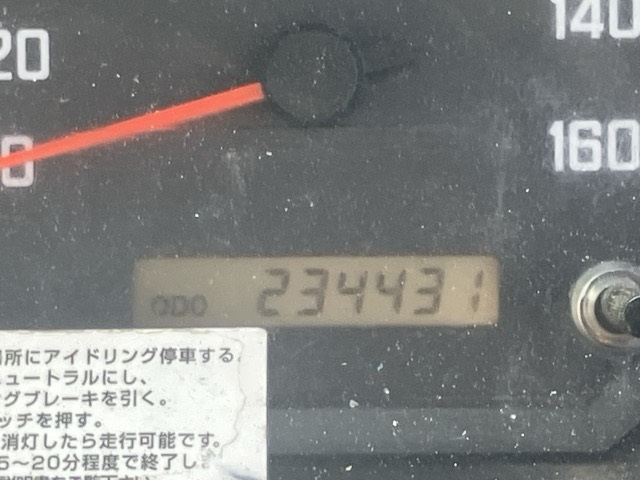 20
140
0
160
ODO 234431
場所にアイドリング停車する。
ュートラルにし、
グブレーキを引く。
ッチを押す。
消灯したら走行可能です。
5～20分程度で終了し